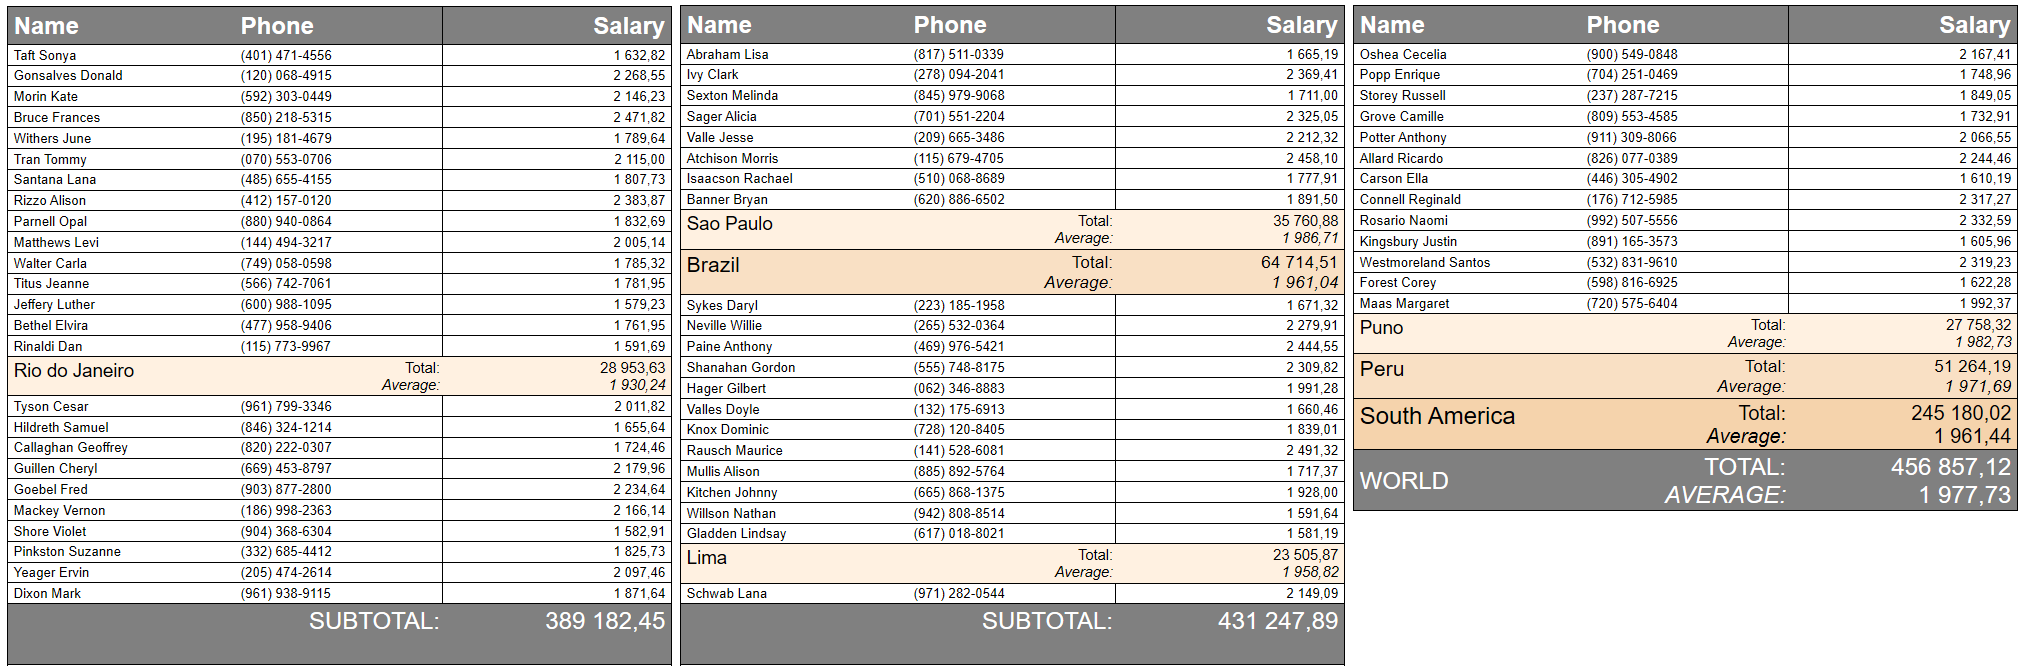 Name Phone Salary
Taft Sonya (401) 471-4556 1 632,82
Gonsalves Donald (120) 068-4915 2 268,55
Morin Kate (592) 303-0449 2 146,23
Bruce Frances (850) 218-5315 2 471,82
Withers June (195) 181-4679 1 789,64
Tran Tommy (070) 553-0706 2 115,00
Santana Lana (485) 655-4155 1 807,73
Rizzo Alison (412) 157-0120 2 383,87
Parnell Opal (880) 940-0864 1 832,69
Matthews Levi (144) 494-3217 2 005,14
Walter Carla (749) 058-0598 1 785,32
Titus Jeanne (566) 742-7061 1 781,95
Jeffery Luther (600) 988-1095 1 579,23
Bethel Elvira (477) 958-9406 1 761,95
Rinaldi Dan (115) 773-9967 1 591,69
Rio do Janeiro Total: 28 953,63
Average: 1 930,24
Tyson Cesar (961) 799-3346 2 011,82
Hildreth Samuel (846) 324-1214 1 655,64
Callaghan Geoffrey (820) 222-0307 1 724,46
Guillen Cheryl (669) 453-8797 2 179,96
Goebel Fred (903) 877-2800 2 234,64
Mackey Vernon (186) 998-2363 2 166,14
Shore Violet (904) 368-6304 1 582,91
Pinkston Suzanne (332) 685-4412 1 825,73
Yeager Ervin (205) 474-2614 2 097,46
Dixon Mark (961) 938-9115 1 871,64
SUBTOTAL: 389 182,45
Name Phone Salary
Abraham Lisa (817) 511-0339 1 665,19
Ivy Clark (278) 094-2041 2 369,41
Sexton Melinda (845) 979-9068 1 711,00
Sager Alicia (701) 551-2204 2 325,05
Valle Jesse (209) 665-3486 2 212,32
Atchison Morris (115) 679-4705 2 458,10
Isaacson Rachael (510) 068-8689 1 777,91
Banner Bryan (620) 886-6502 1 891,50
Sao Paulo Total: 35 760,88
Average: 1 986,71
Brazil Total: 64 714,51
Average: 1 961,04
Sykes Daryl (223) 185-1958 1 671,32
Neville Willie (265) 532-0364 2 279,91
Paine Anthony (469) 976-5421 2 444,55
Shanahan Gordon (555) 748-8175 2 309,82
Hager Gilbert (062) 346-8883 1 991,28
Valles Doyle (132) 175-6913 1 660,46
Knox Dominic (728) 120-8405 1 839,01
Rausch Maurice (141) 528-6081 2 491,32
Mullis Alison (885) 892-5764 1 717,37
Kitchen Johnny (665) 868-1375 1 928,00
Willson Nathan (942) 808-8514 1 591,64
Gladden Lindsay (617) 018-8021 1 581,19
Lima Total: 23 505,87
Average: 1 958,82
Schwab Lana (971) 282-0544 2 149,09
SUBTOTAL: 431 247,89
Name Phone Salary
Oshea Cecelia (900) 549-0848 2 167,41
Popp Enrique (704) 251-0469 1 748,96
Storey Russell (237) 287-7215 1 849,05
Grove Camille (809) 553-4585 1 732,91
Potter Anthony (911) 309-8066 2 066,55
Allard Ricardo (826) 077-0389 2 244,46
Carson Ella (446) 305-4902 1 610,19
Connell Reginald (176) 712-5985 2 317,27
Rosario Naomi (992) 507-5556 2 332,59
Kingsbury Justin (891) 165-3573 1 605,96
Westmoreland Santos (532) 831-9610 2 319,23
Forest Corey (598) 816-6925 1 622,28
Maas Margaret (720) 575-6404 1 992,37
Puno Total: 27 758,32
Average: 1 982,73
Peru Total: 51 264,19
Average: 1 971,69
South America Total: 245 180,02
Average: 1 961,44
WORLD TOTAL: 456 857,12
AVERAGE: 1 977,73